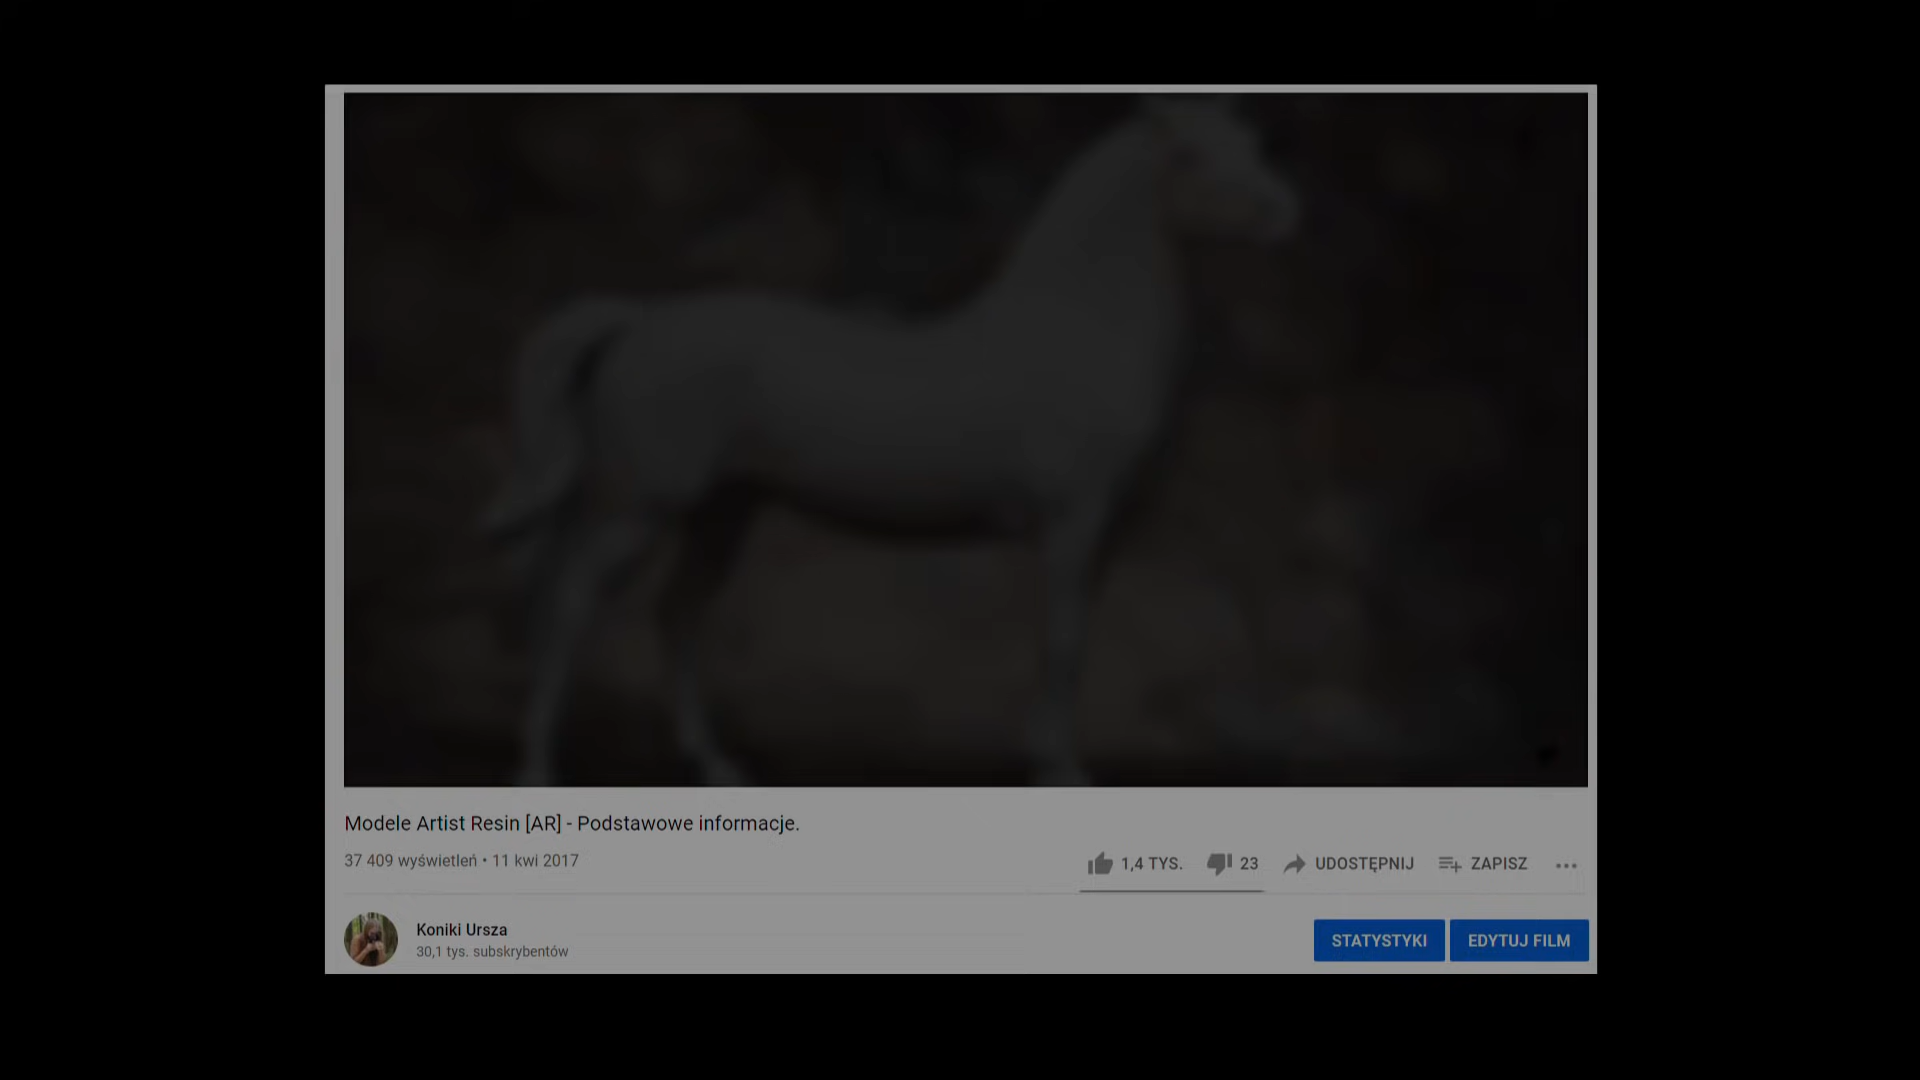 Modele Artist Resin [AR] - Podstawowe informacje.
37 409 wyświetleń • 11 kwi 2017
1,4 TYS. 23 UDOSTĘPNIJ ZAPISZ
Koniki Ursza
30,1 tys. subskrybentów
STATYSTYKI EDYTUJ FILM